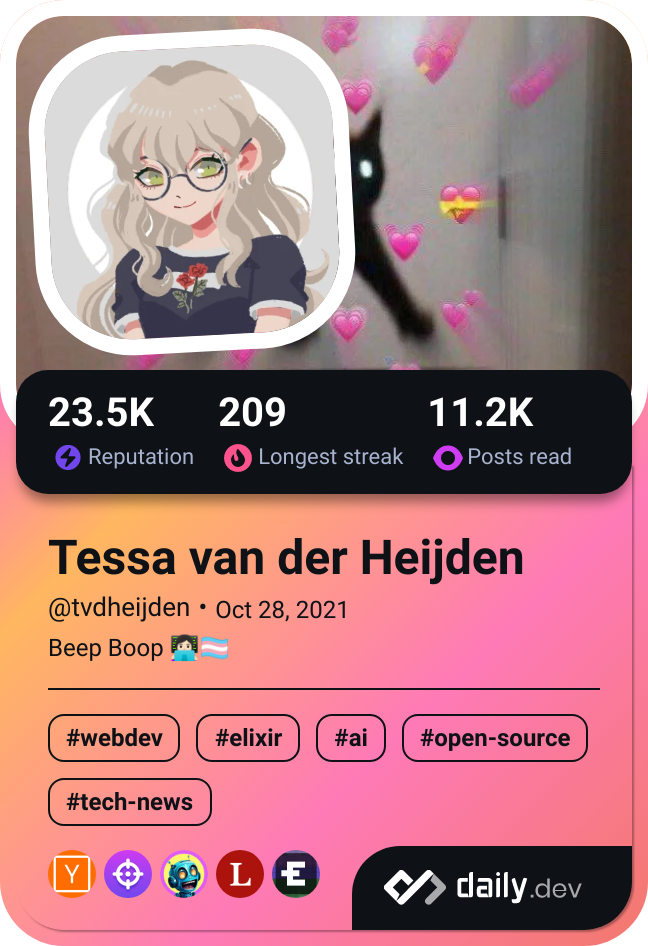 23.5K 209 11.2K
Reputation Longest streak Posts read
Tessa van der Heijden
@tvdheijden • Oct 28, 2021
Beep Boop 👩🏻‍💻🏳️‍⚧️
#webdev #elixir #ai #open-source
#tech-news
Y L E
daily.dev